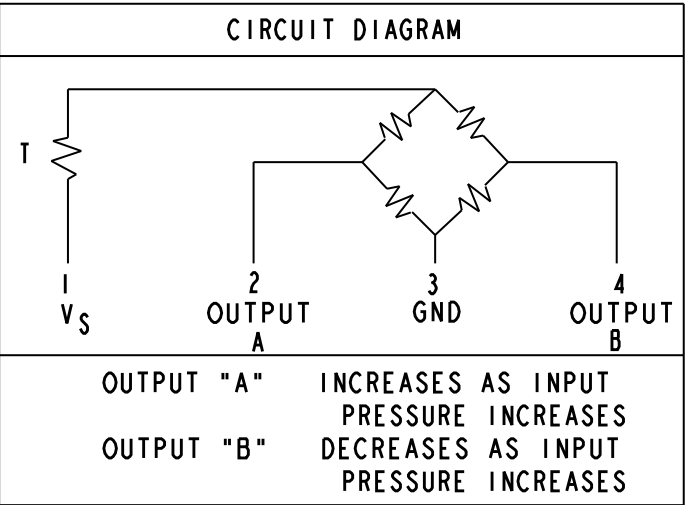 CIRCUIT DIAGRAM
T
1 2 3 4
VS OUTPUT GND OUTPUT
A B
OUTPUT "A" INCREASES AS INPUT
PRESSURE INCREASES
OUTPUT "B" DECREASES AS INPUT
PRESSURE INCREASES